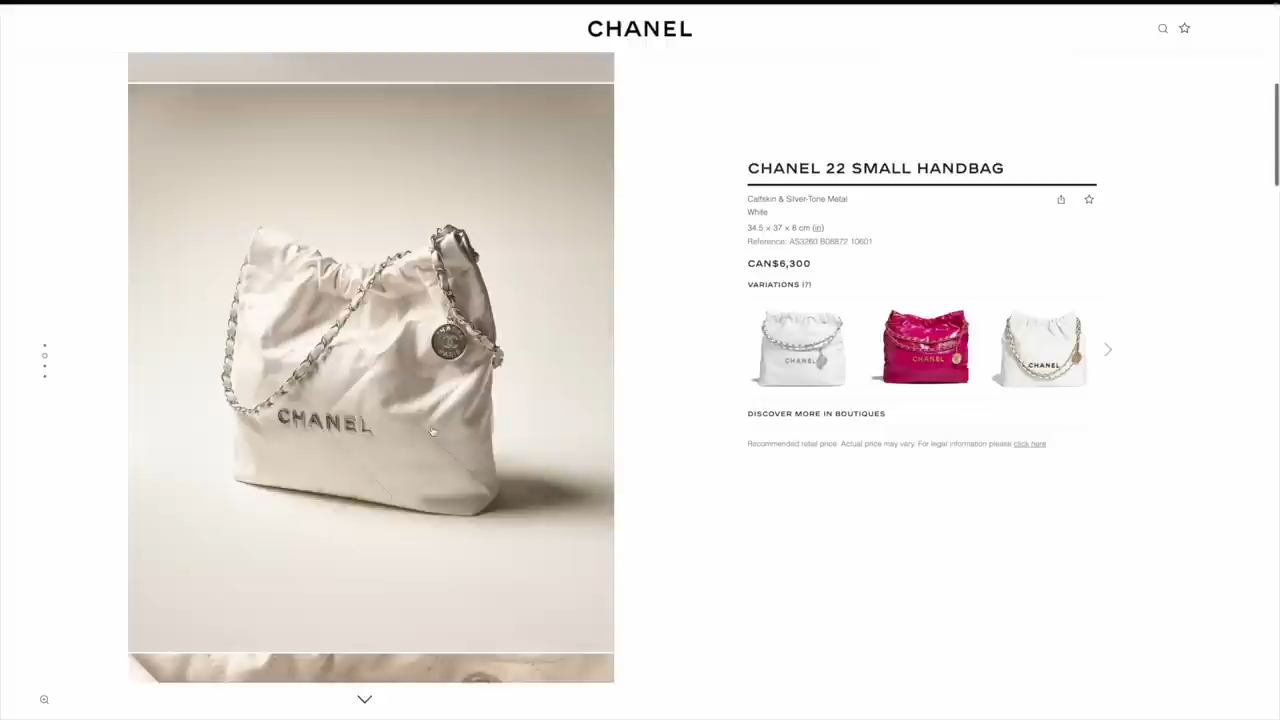 CHANEL
CHANEL 22 SMALL HANDBAG
Calfskin & Silver-Tone Metal
White
34.5 × 37 × 8 cm (in)
Reference: AS3260 B08872 10601
CAN$6,300
VARIATIONS (7)
CHANEL
CHANEL
CHANEL
CHANEL
PARIS
CHANEL
DISCOVER MORE IN BOUTIQUES
Recommended retail price. Actual price may vary. For legal information please click here